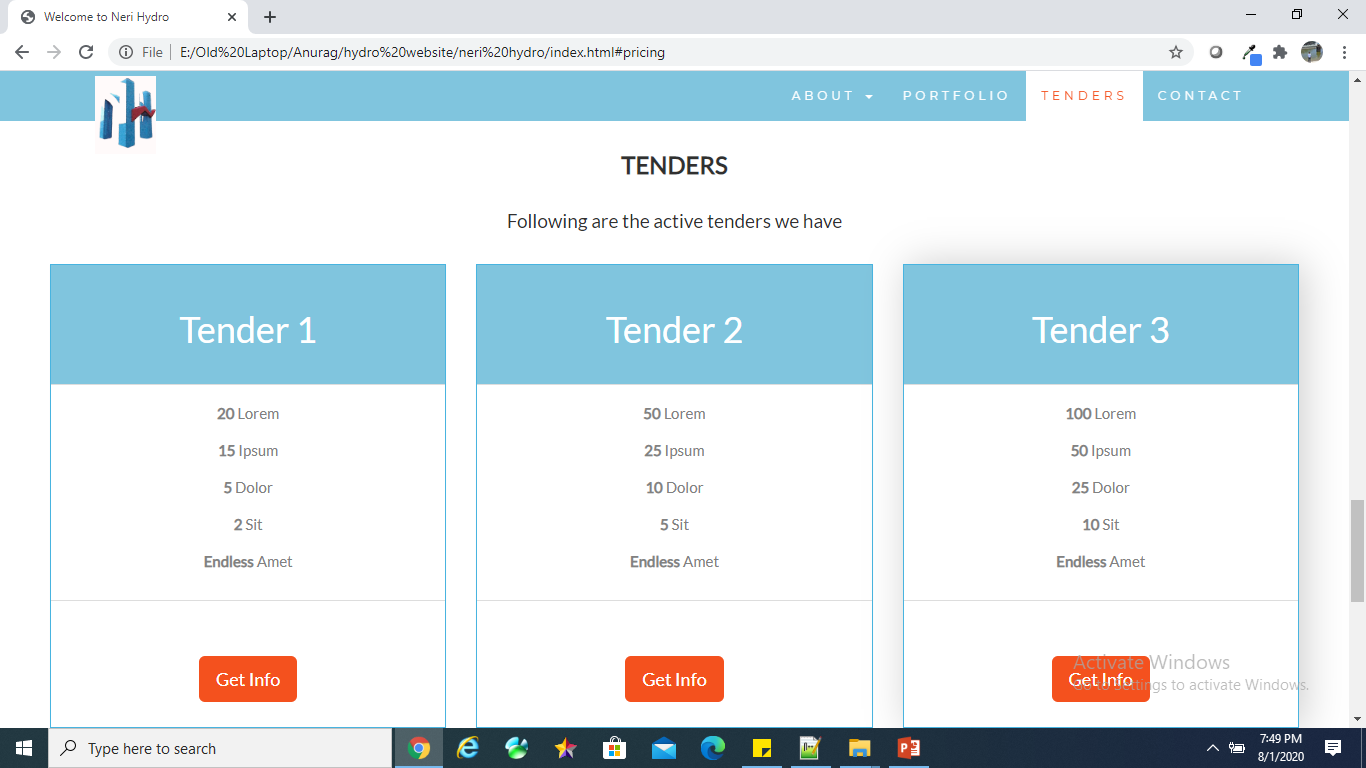 Welcome to Neri Hydro
File E:/Old%20Laptop/Anurag/hydro%20website/neri%20hydro/index.html#pricing
ABOUT PORTFOLIO TENDERS CONTACT
TENDERS
Following are the active tenders we have
Tender 1
20 Lorem
15 Ipsum
5 Dolor
2 Sit
Endless Amet
Get Info
Tender 2
50 Lorem
25 Ipsum
10 Dolor
5 Sit
Endless Amet
Get Info
Tender 3
100 Lorem
50 Ipsum
25 Dolor
10 Sit
Endless Amet
Get Info
Activate Windows
Go to Settings to activate Windows.
Type here to search
7:49 PM
8/1/2020